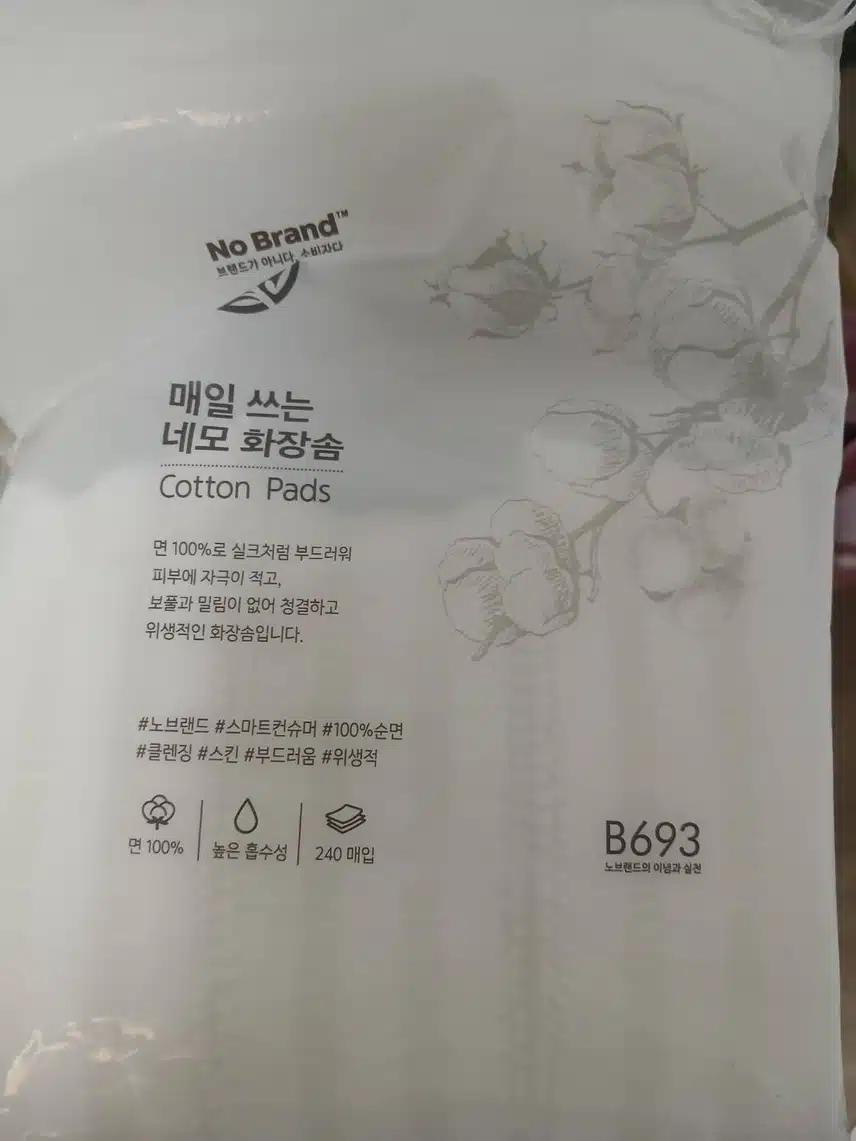 No Brand™
브랜드가 아니다. 소비자다
매일 쓰는
네모 화장솜
Cotton Pads
면 100%로 실크처럼 부드러워
피부에 자극이 적고,
보풀과 밀림이 없어 청결하고
위생적인 화장솜입니다.
#노브랜드 #스마트컨슈머 #100%순면
#클렌징 #스킨 #부드러움 #위생적
면 100%
높은 흡수성
240 매입
B693
노브랜드의 이념과 실천